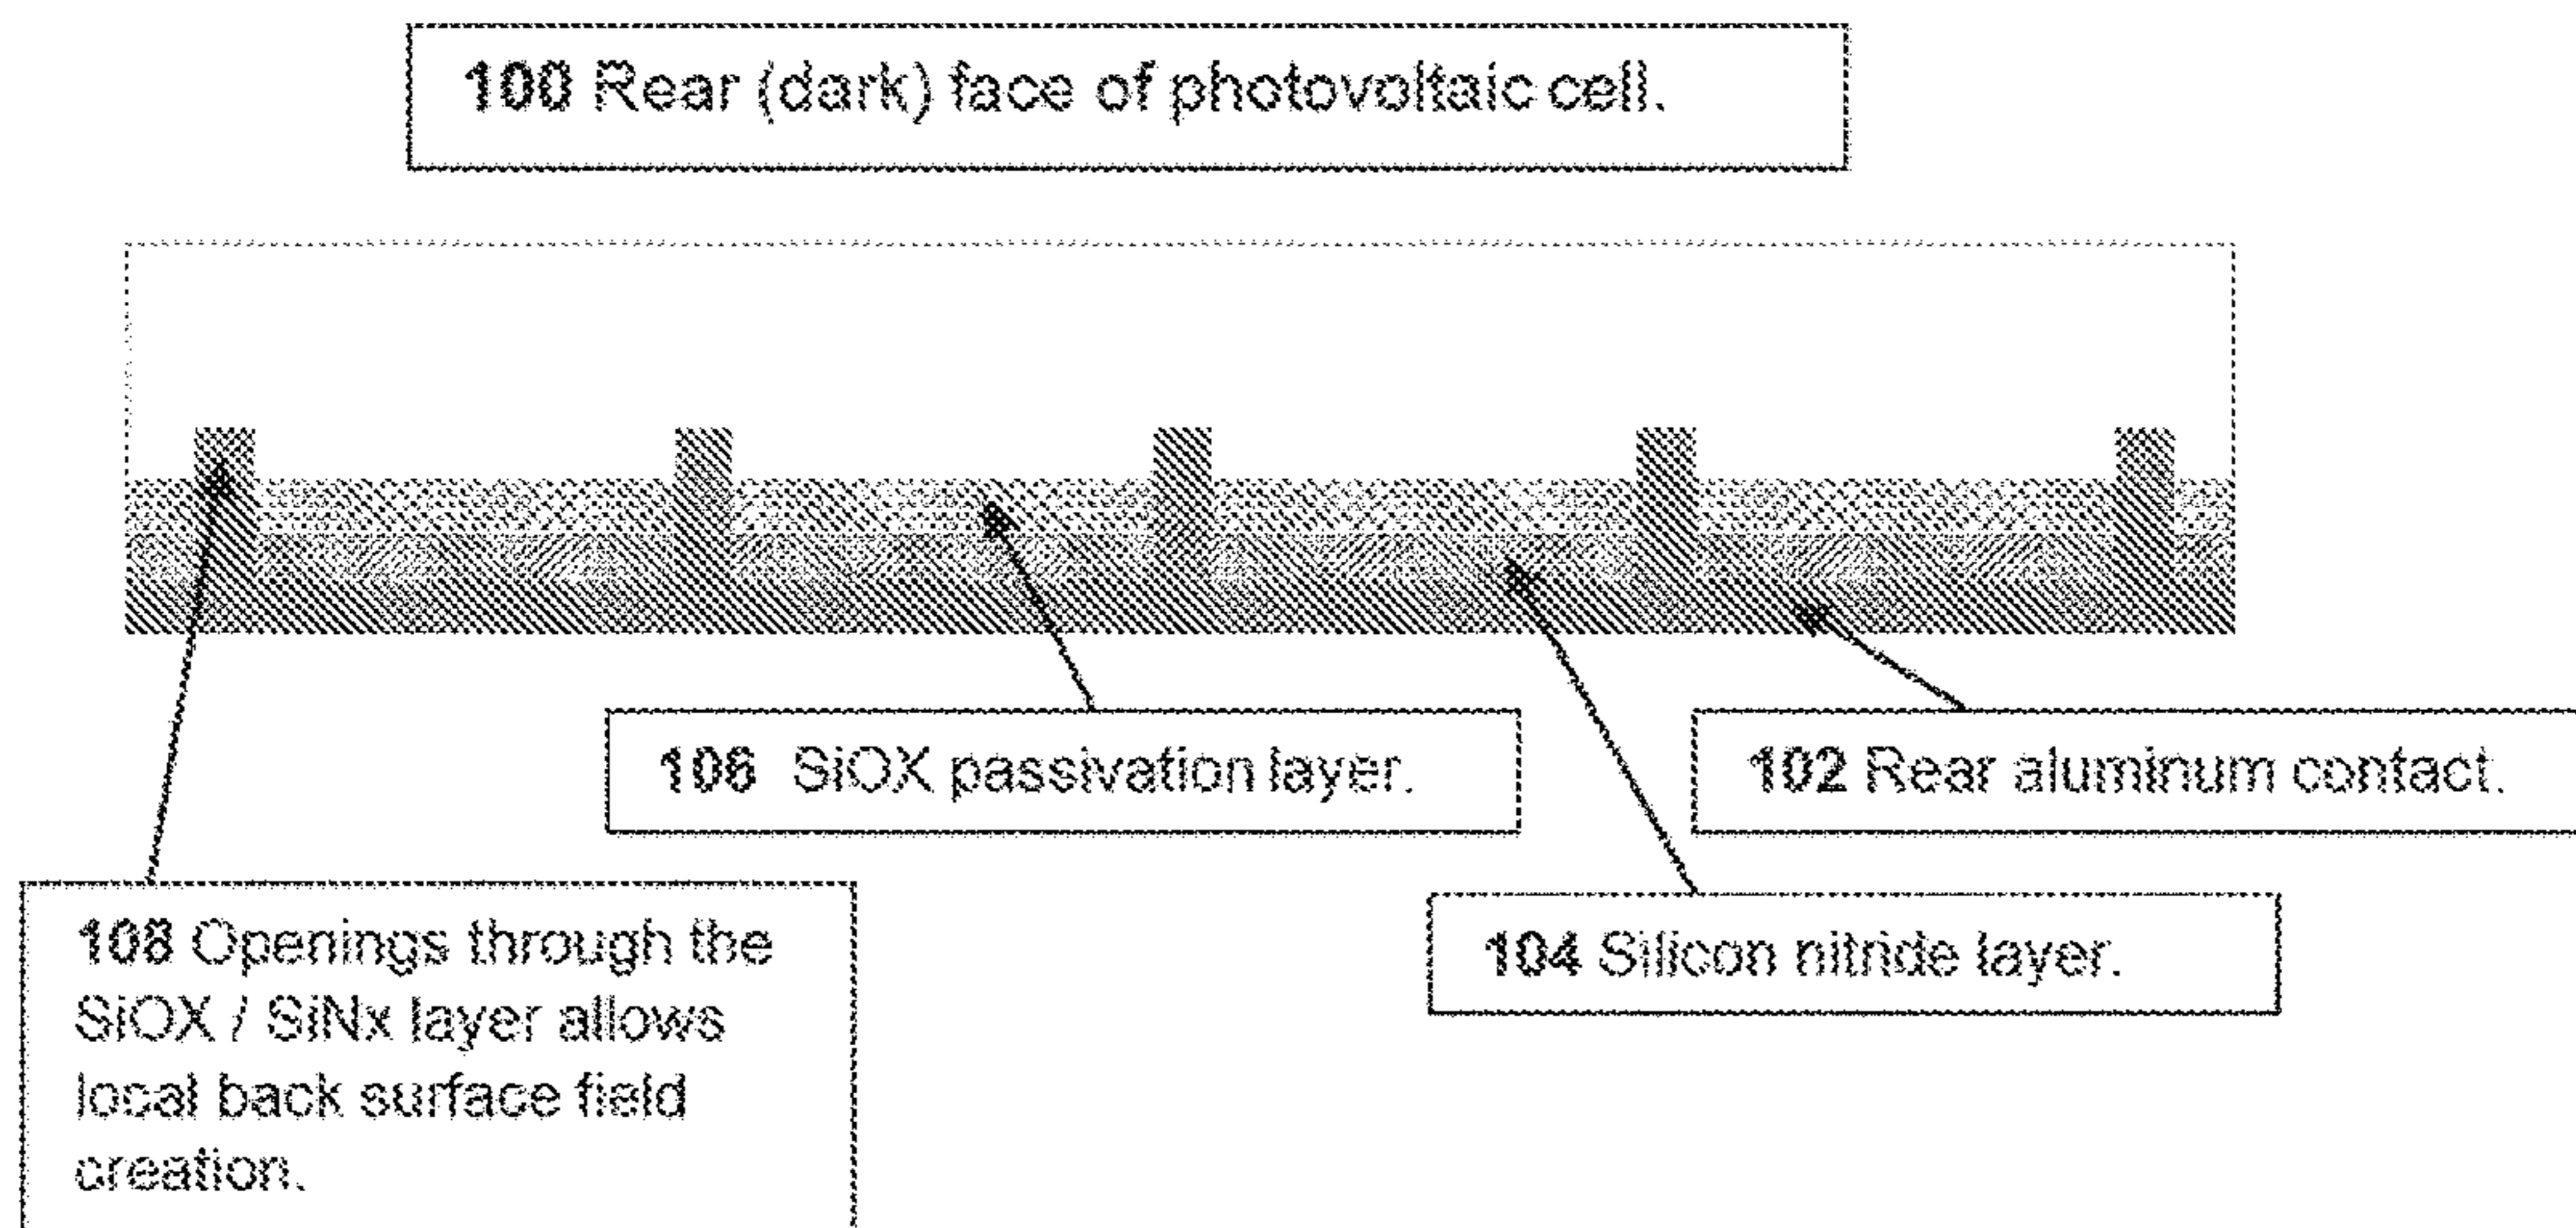 100 Rear (dark) face of photovoltaic cell.
106 SiOX passivation layer.
102 Rear aluminum contact.
108 Openings through the
SiOX / SiNx layer allows
local back surface field
creation.
104 Silicon nitride layer.